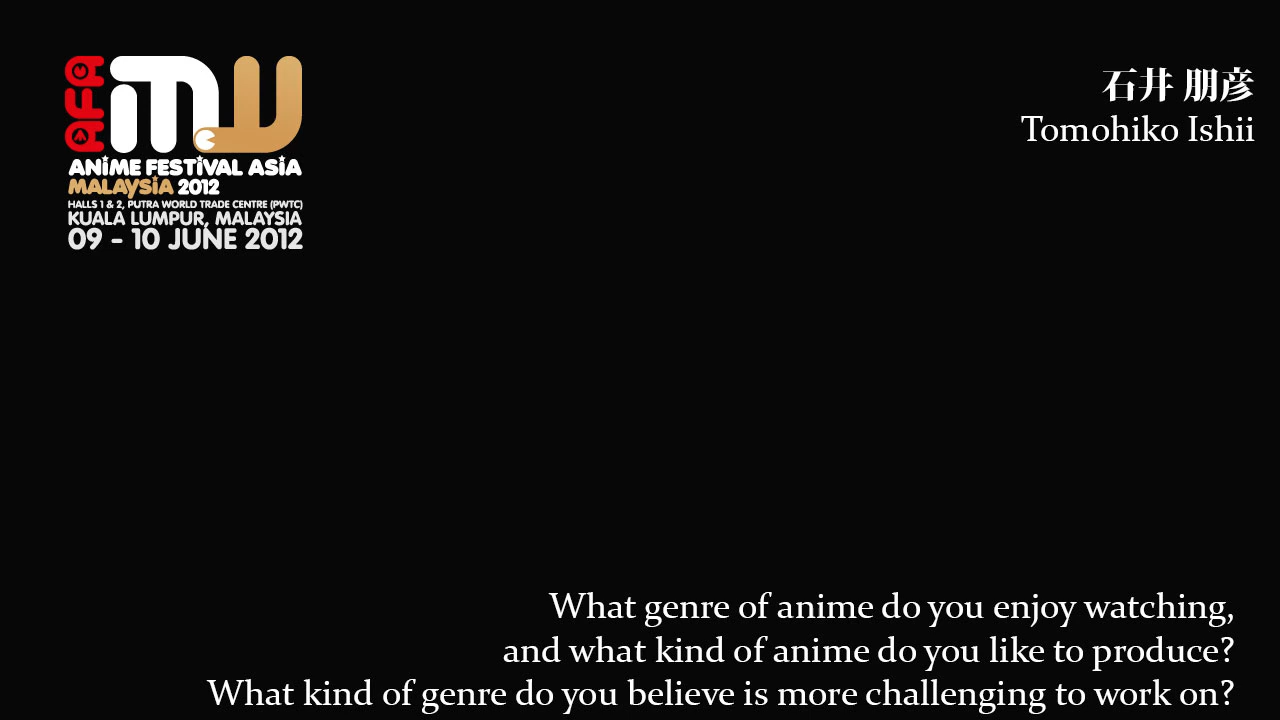 AFA
ANiME FESTiVAL ASiA
MALAYSiA 2012
HALLS 1 & 2, PUTRA WORLD TRADE CENTRE (PWTC)
KUALA LUMPUR, MALAYSIA
09 - 10 JUNE 2012
石井 朋彦
Tomohiko Ishii
What genre of anime do you enjoy watching,
and what kind of anime do you like to produce?
What kind of genre do you believe is more challenging to work on?